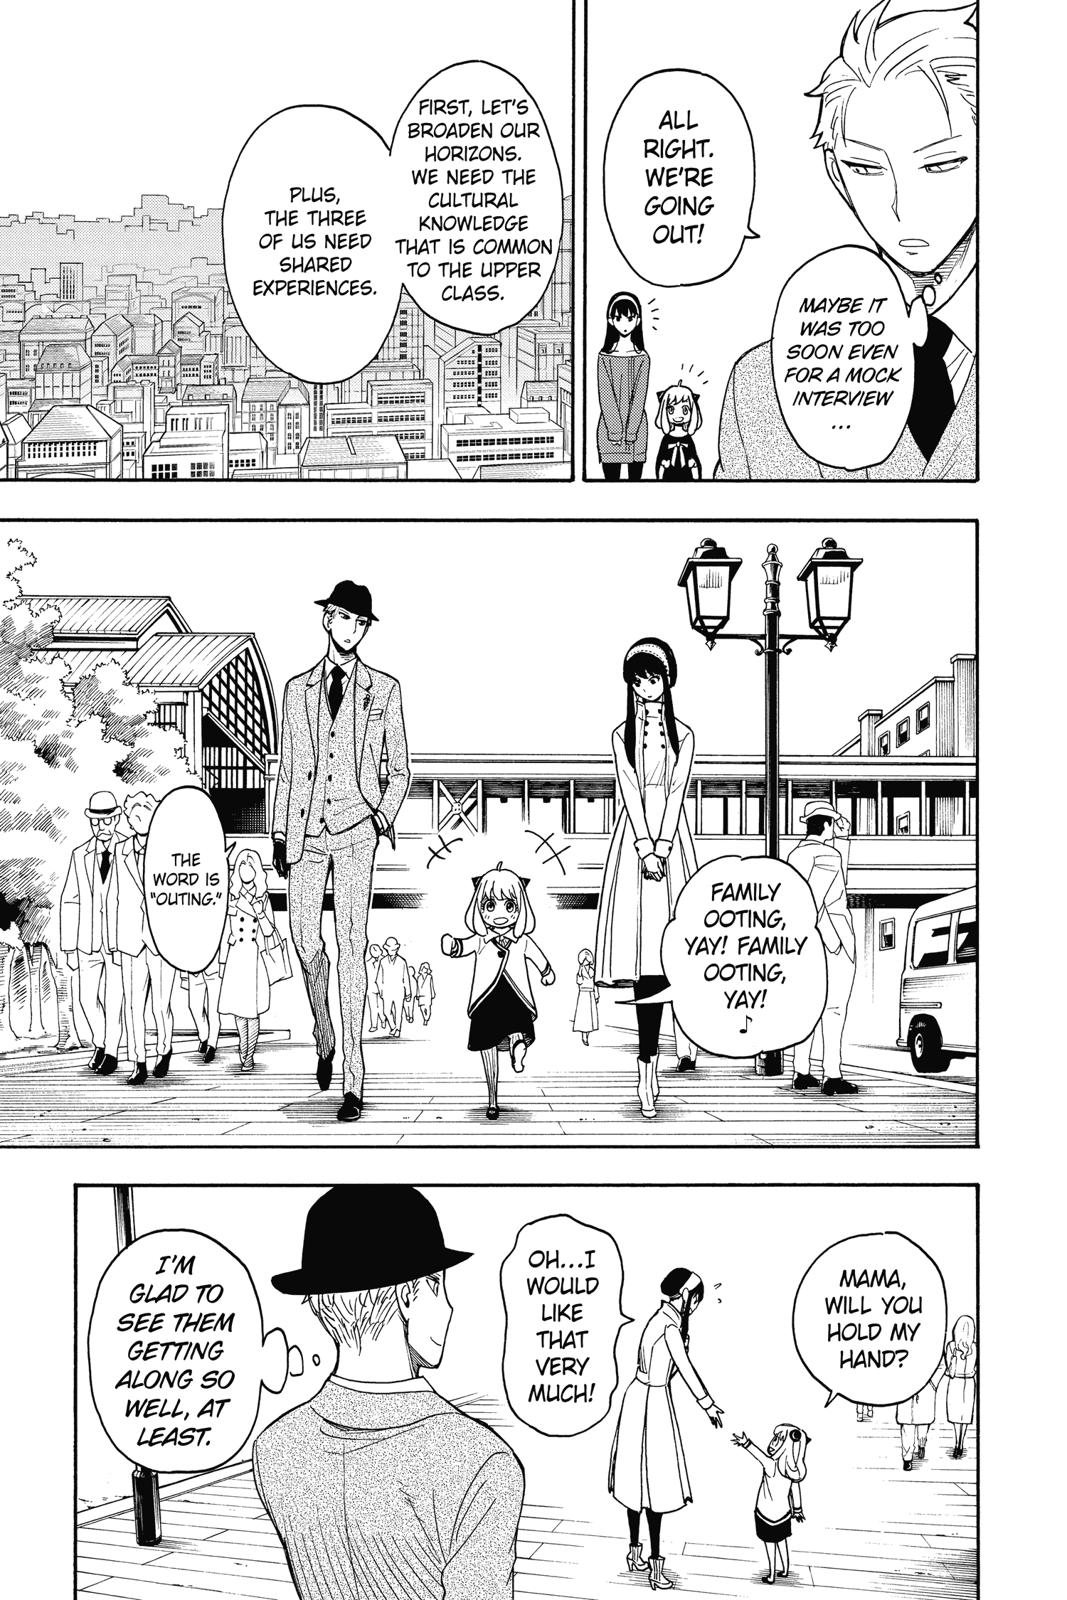 MAYBE IT
WAS TOO
SOON EVEN
FOR A MOCK
INTERVIEW
...
ALL
RIGHT.
WE'RE
GOING
OUT!
FIRST, LET'S
BROADEN OUR
HORIZONS.
WE NEED THE
CULTURAL
KNOWLEDGE
THAT IS COMMON
TO THE UPPER
CLASS.
PLUS,
THE THREE
OF US NEED
SHARED
EXPERIENCES.
FAMILY
OOTING,
YAY! FAMILY
OOTING,
YAY!
♪
THE
WORD IS
"OUTING."
MAMA,
WILL YOU
HOLD MY
HAND?
OH...I
WOULD
LIKE
THAT
VERY
MUCH!
I'M
GLAD TO
SEE THEM
GETTING
ALONG SO
WELL, AT
LEAST.